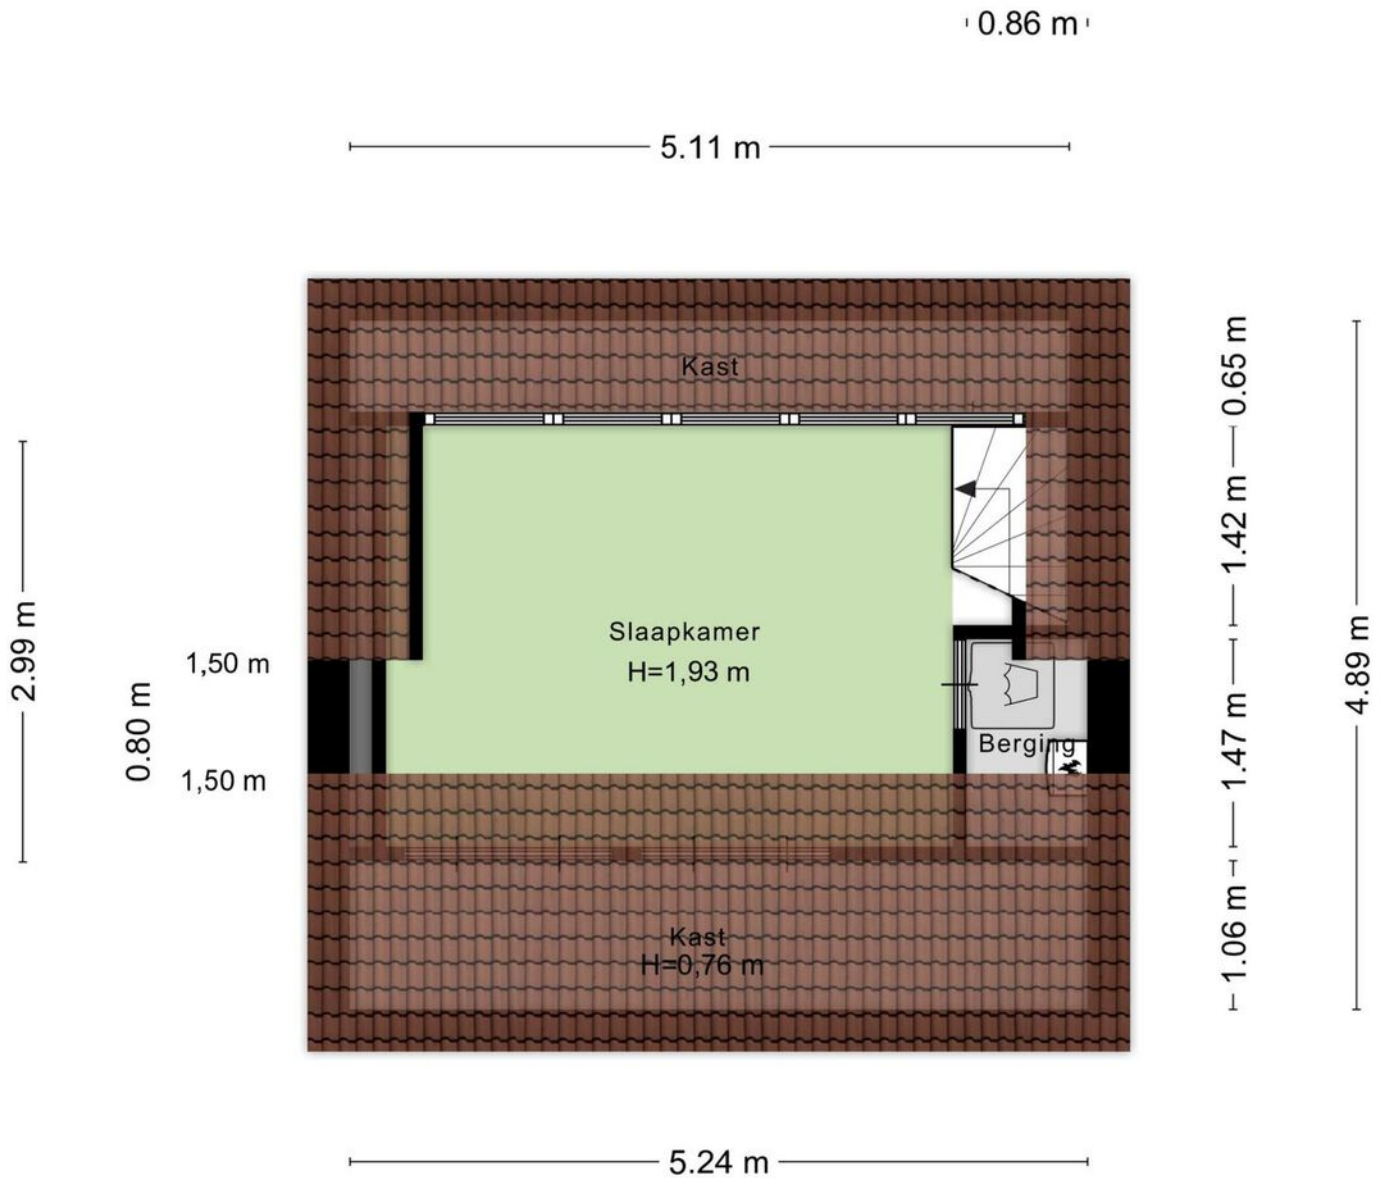 0.86 m
5.11 m
Kast
0.65 m
1.42 m
2.99 m
4.89 m
Slaapkamer
H=1,93 m
1,50 m
0.80 m
1,50 m
1.47 m
Berging
Kast
H=0,76 m
1.06 m
5.24 m